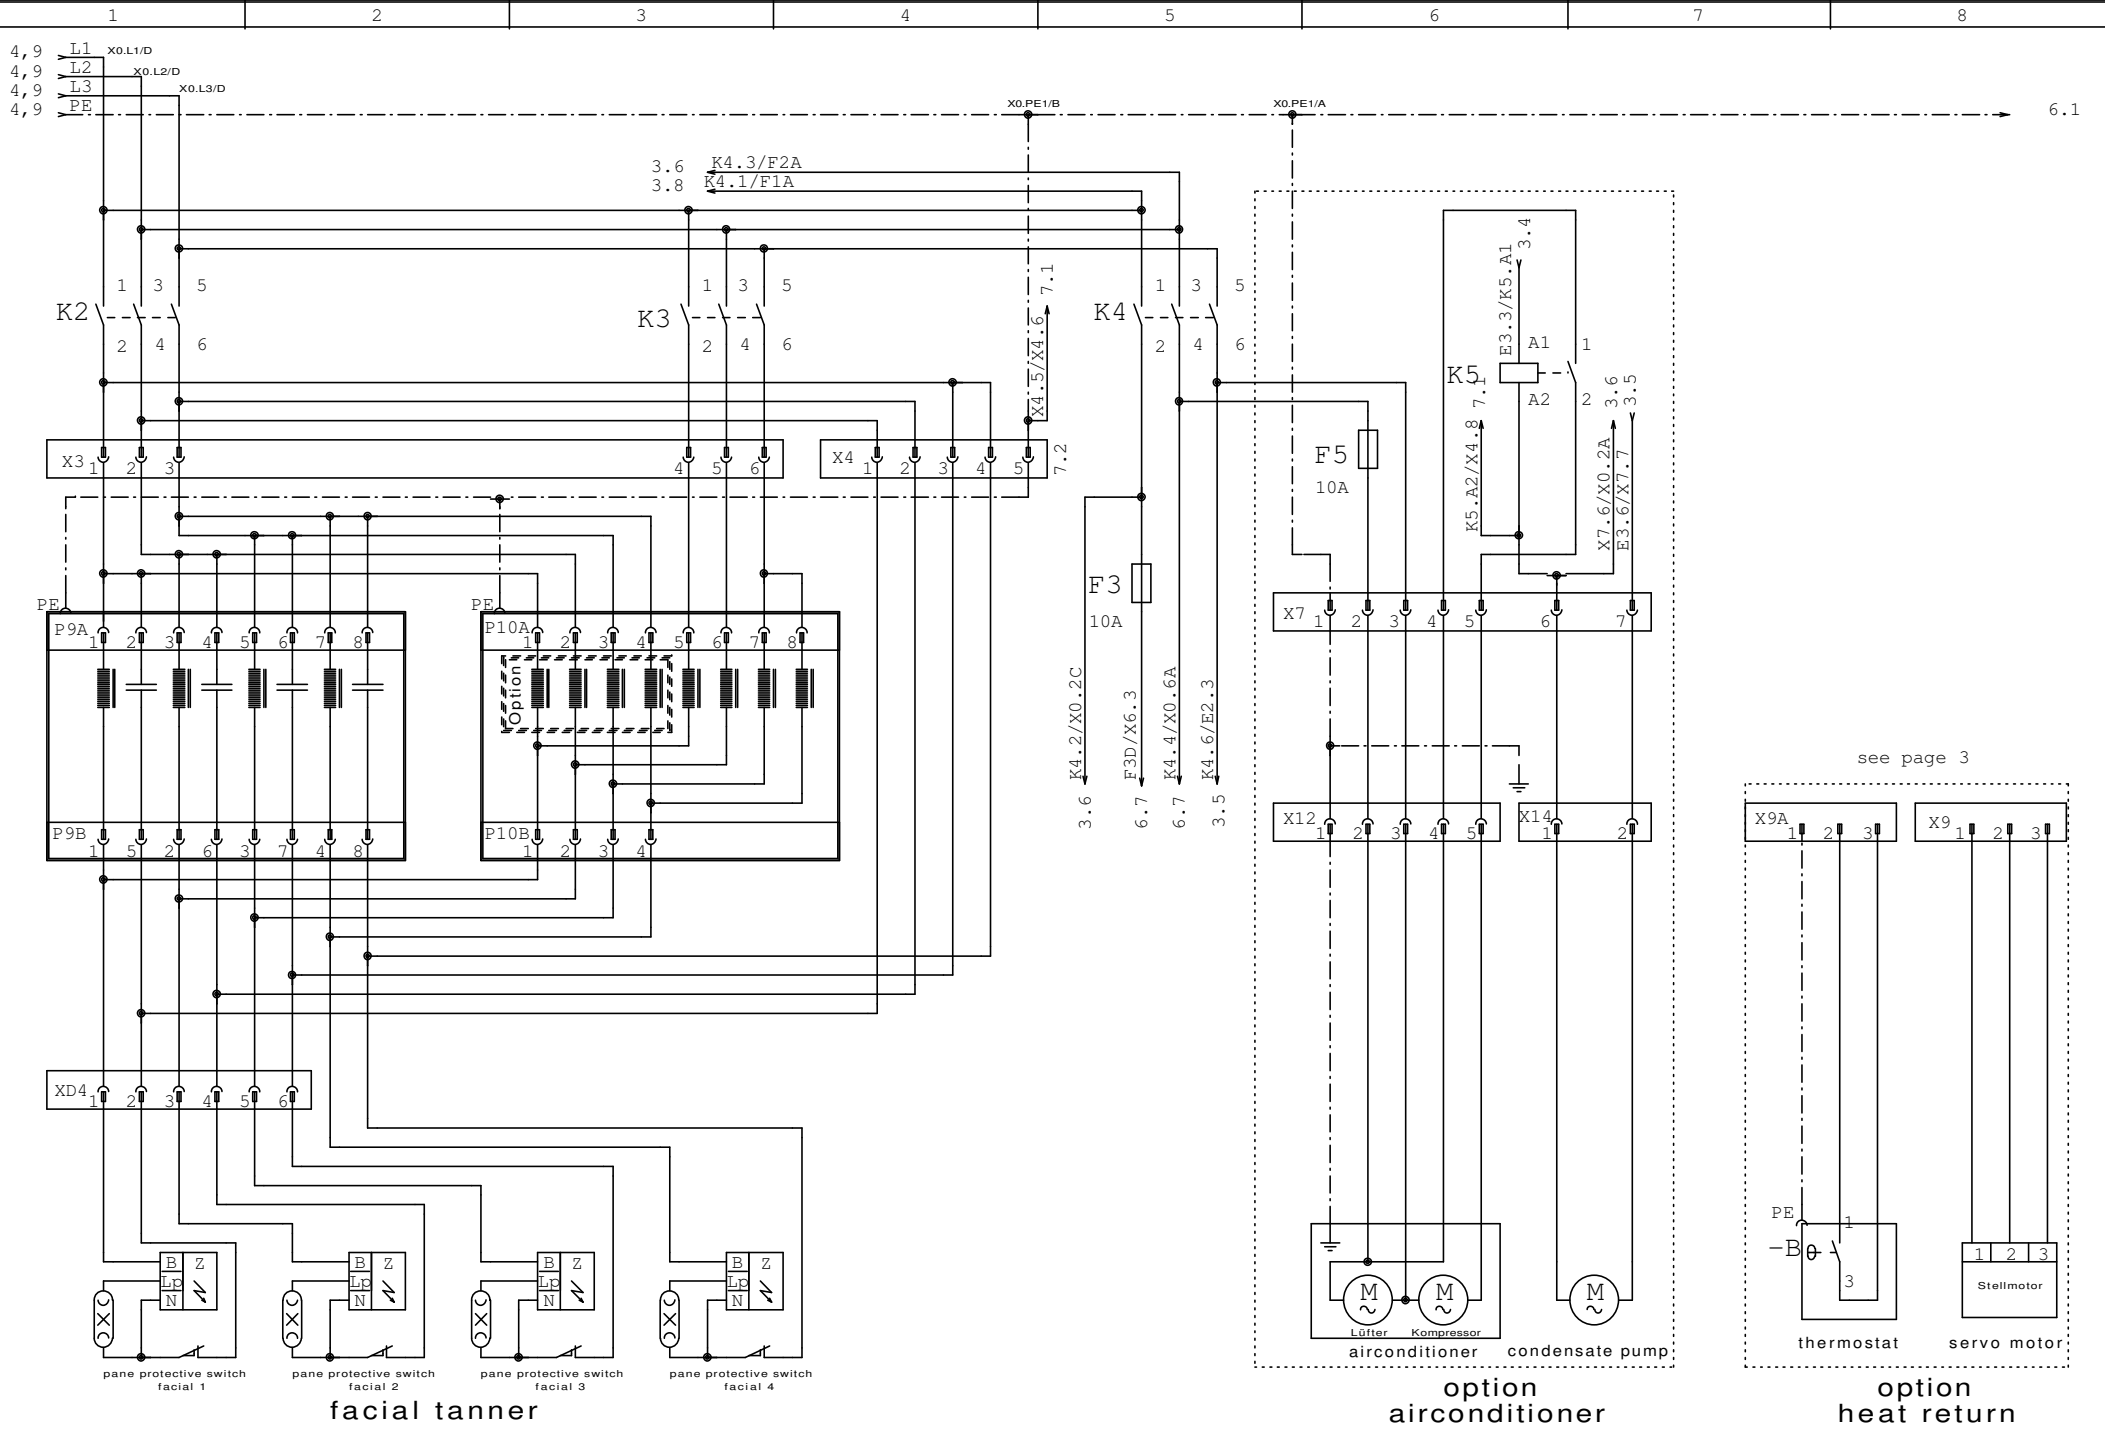 1 2 3 4 5 6 7 8
4,9 L1 X0.L1/D
4,9 L2 X0.L2/D
4,9 L3 X0.L3/D
4,9 PE X0.PE1/B X0.PE1/A 6.1
3.6 K4.3/F2A
3.8 K4.1/F1A
K2 1 3 5
2 4 6
K3 1 3 5
2 4 6
X4.5/X4.6 7.1
K4 1 3 5
2 4 6
E3.3/K5.A1 3.4
K5 A1 1
A2 2
K5.A2/X4.8 7.1
X7.6/X0.2A 3.6
E3.6/X7.7 3.5
X3 1 2 3 4 5 6
X4 1 2 3 4 5
7.2
F5
10A
F3
10A
PE
P9A 1 2 3 4 5 6 7 8
PE
P10A 1 2 3 4 5 6 7 8
Option
X7 1 2 3 4 5 6 7
K4.2/X0.2C 3.6
F3D/X6.3 6.7
K4.4/X0.6A 6.7
K4.6/E2.3 3.5
see page 3
P9B 1 5 2 6 3 7 4 8
P10B 1 2 3 4
X12 1 2 3 4 5
X14 1 2
X9A 1 2 3
X9 1 2 3
XD4 1 2 3 4 5 6
B Z
Lp
N
B Z
Lp
N
B Z
Lp
N
B Z
Lp
N
M
Lüfter
M
Kompressor
M
PE
-B 1
3
1 2 3
Stellmotor
airconditioner
condensate pump
thermostat
servo motor
pane protective switch
facial 1
pane protective switch
facial 2
pane protective switch
facial 3
pane protective switch
facial 4
facial tanner
option
airconditioner
option
heat return